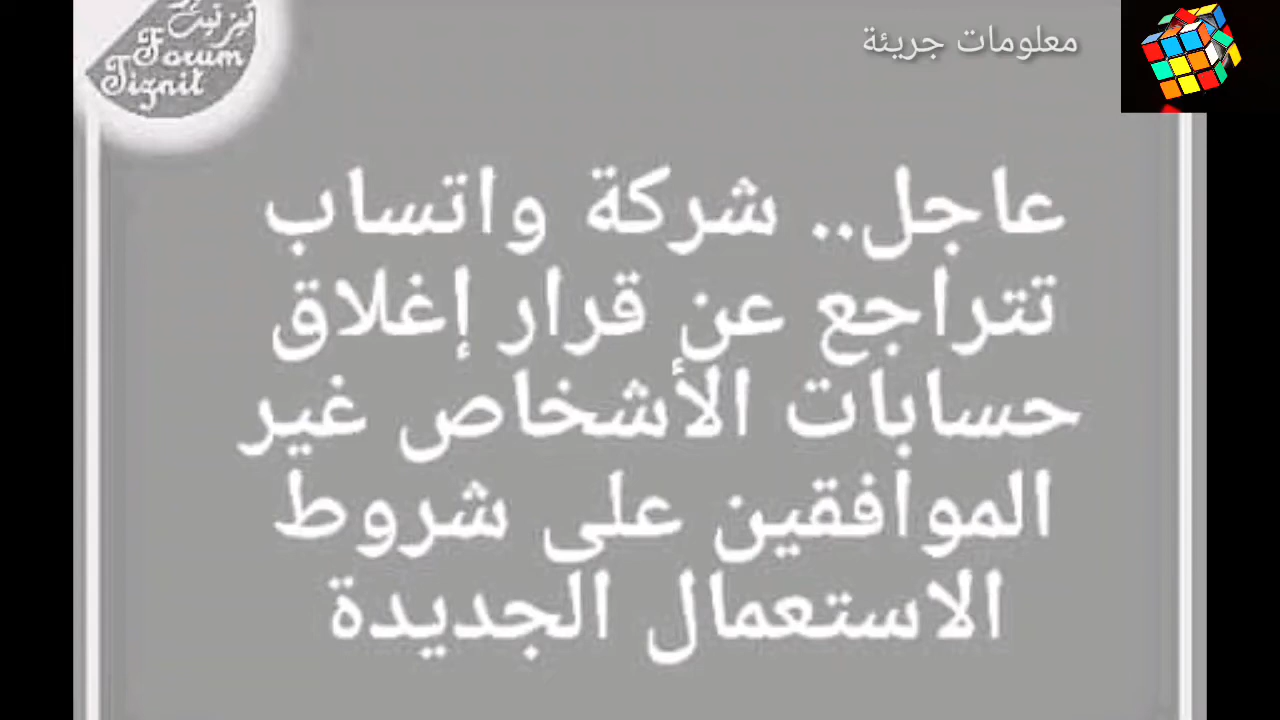 معلومات جريئة
تيزنيت
Forum
Tiznit
عاجل.. شركة واتساب
تتراجع عن قرار إغلاق
حسابات الأشخاص غير
الموافقين على شروط
الاستعمال الجديدة